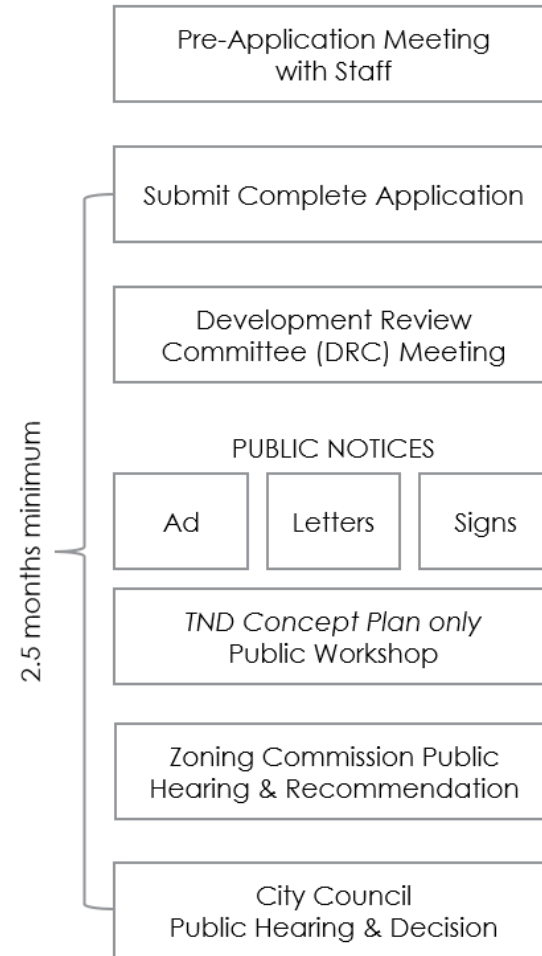 Pre-Application Meeting
with Staff
Submit Complete Application
Development Review
Committee (DRC) Meeting
2.5 months minimum
PUBLIC NOTICES
Ad
Letters
Signs
TND Concept Plan only
Public Workshop
Zoning Commission Public
Hearing & Recommendation
City Council
Public Hearing & Decision